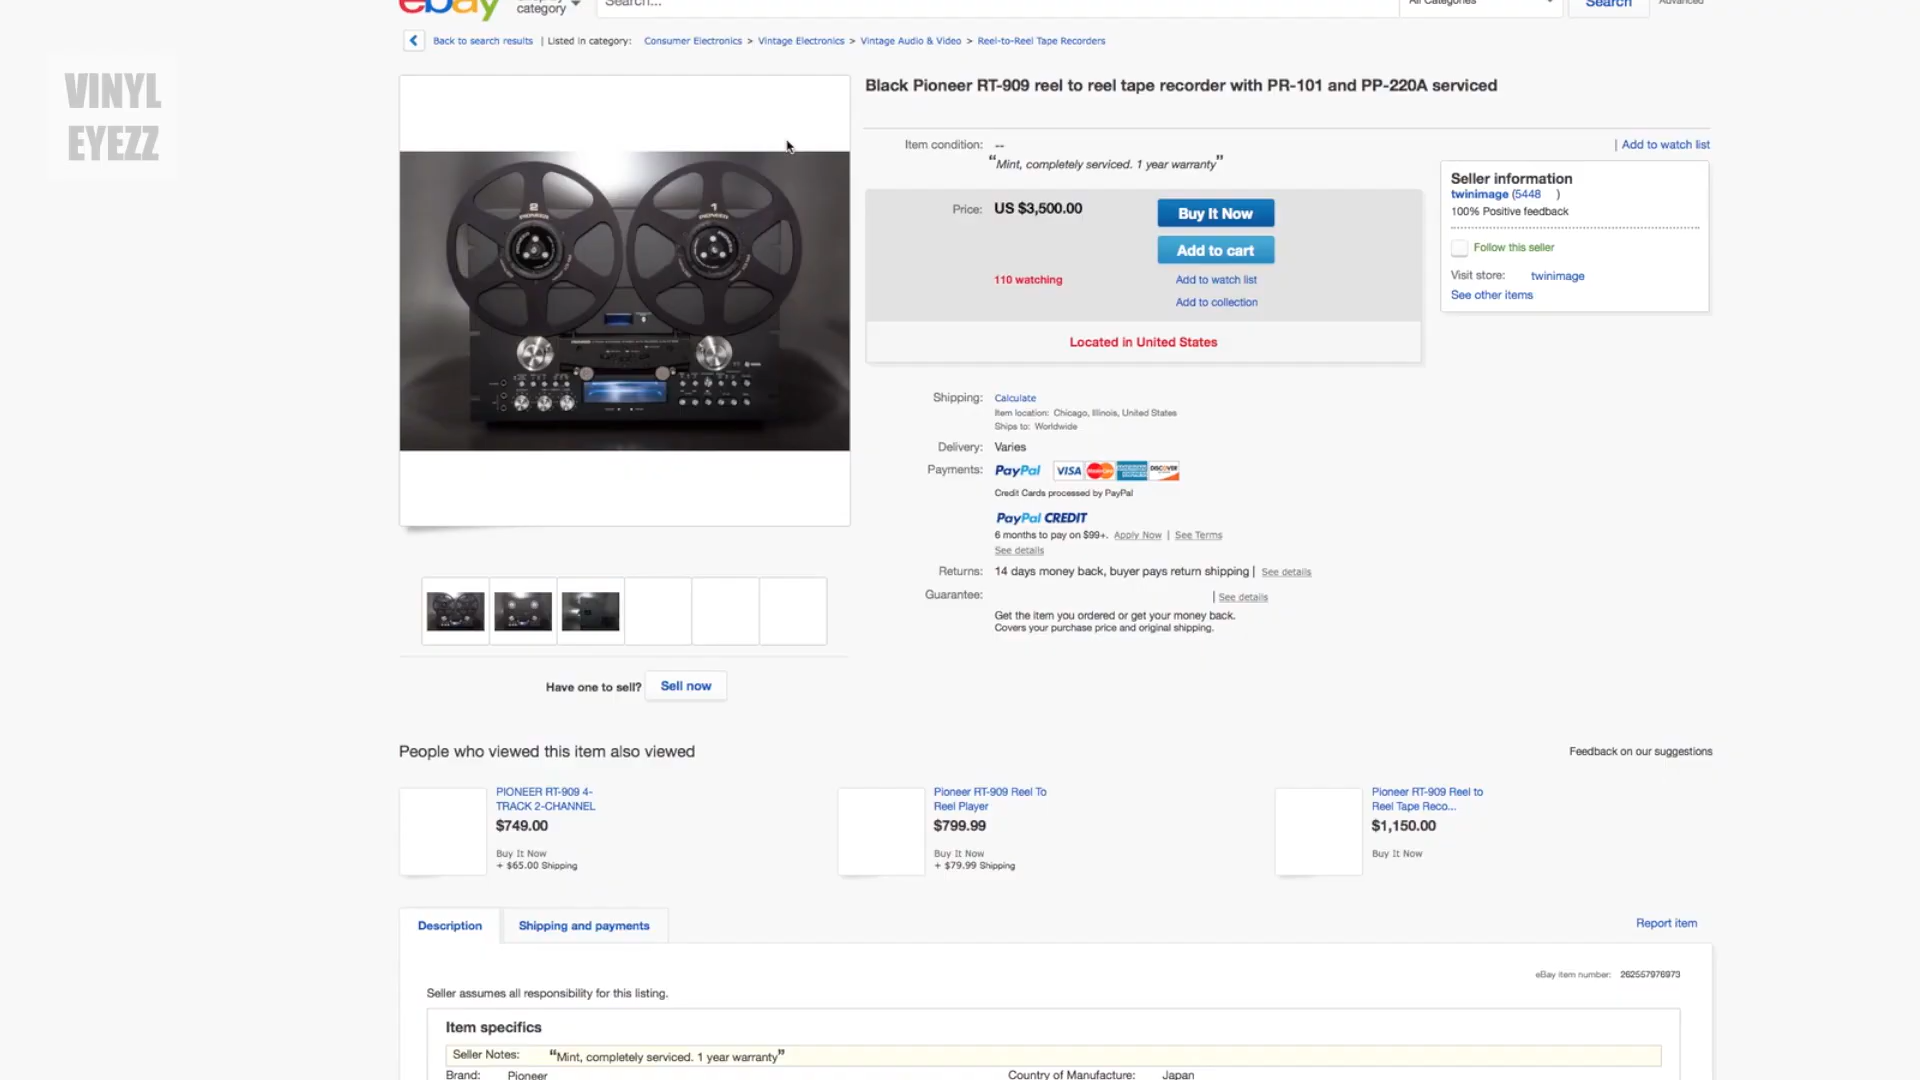 ebay
category
Search...
All Categories
Search
Advanced
VINYL
EYEZZ
Back to search results | Listed in category: Consumer Electronics > Vintage Electronics > Vintage Audio & Video > Reel-to-Reel Tape Recorders
Black Pioneer RT-909 reel to reel tape recorder with PR-101 and PP-220A serviced
Item condition: --
| Add to watch list
“Mint, completely serviced. 1 year warranty”
Price: US $3,500.00
Buy It Now
Add to cart
110 watching
Add to watch list
Add to collection
Located in United States
Seller information
twinimage (5448 )
100% Positive feedback
Follow this seller
Visit store: twinimage
See other items
Shipping: Calculate
Item location: Chicago, Illinois, United States
Ships to: Worldwide
Delivery: Varies
Payments: PayPal VISA MasterCard AMERICAN EXPRESS DISCOVER
Credit Cards processed by PayPal
PayPal CREDIT
6 months to pay on $99+. Apply Now | See Terms
See details
Returns: 14 days money back, buyer pays return shipping | See details
Guarantee: | See details
Get the item you ordered or get your money back.
Covers your purchase price and original shipping.
2 PIONEER
1 PIONEER
Have one to sell? Sell now
People who viewed this item also viewed
Feedback on our suggestions
PIONEER RT-909 4-
TRACK 2-CHANNEL
$749.00
Buy It Now
+ $65.00 Shipping
Pioneer RT-909 Reel To
Reel Player
$799.99
Buy It Now
+ $79.99 Shipping
Pioneer RT-909 Reel to
Reel Tape Reco...
$1,150.00
Buy It Now
Description
Shipping and payments
Report item
eBay item number: 262557976973
Seller assumes all responsibility for this listing.
Item specifics
Seller Notes: “Mint, completely serviced. 1 year warranty”
Brand: Pioneer
Country of Manufacture: Japan